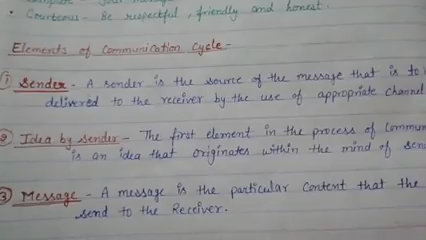 • Courteous - Be respectful, friendly and honest.
Elements of Communication Cycle -
① Sender - A sender is the source of the message that is to
delivered to the receiver by the use of appropriate channel
② Idea by sender - The first element in the process of Commun
is an idea that originates within the mind of sen
③ Message - A message is the particular content that the
send to the Receiver.